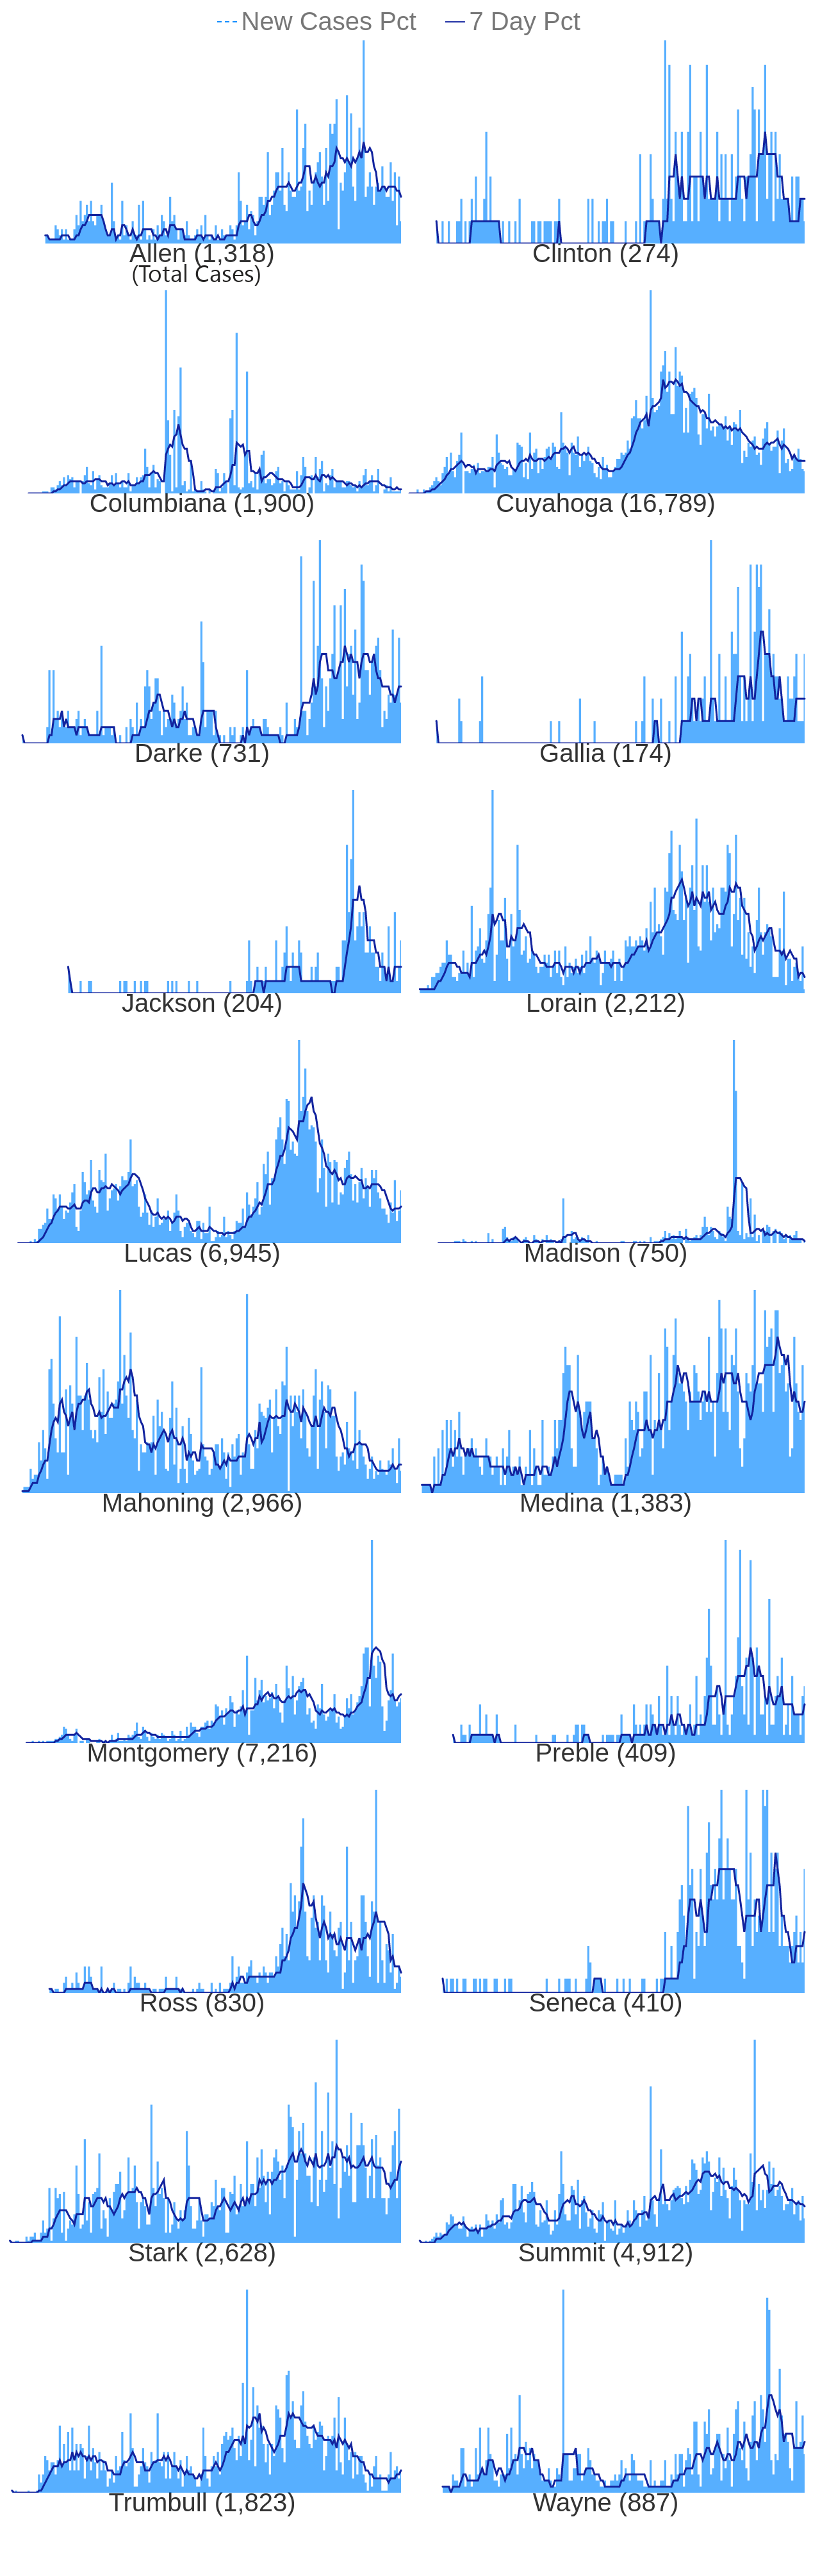 New Cases Pct 7 Day Pct
Allen (1,318) Clinton (274)
(Total Cases)
Columbiana (1,900) Cuyahoga (16,789)
Darke (731) Gallia (174)
Jackson (204) Lorain (2,212)
Lucas (6,945) Madison (750)
Mahoning (2,966) Medina (1,383)
Montgomery (7,216) Preble (409)
Ross (830) Seneca (410)
Stark (2,628) Summit (4,912)
Trumbull (1,823) Wayne (887)